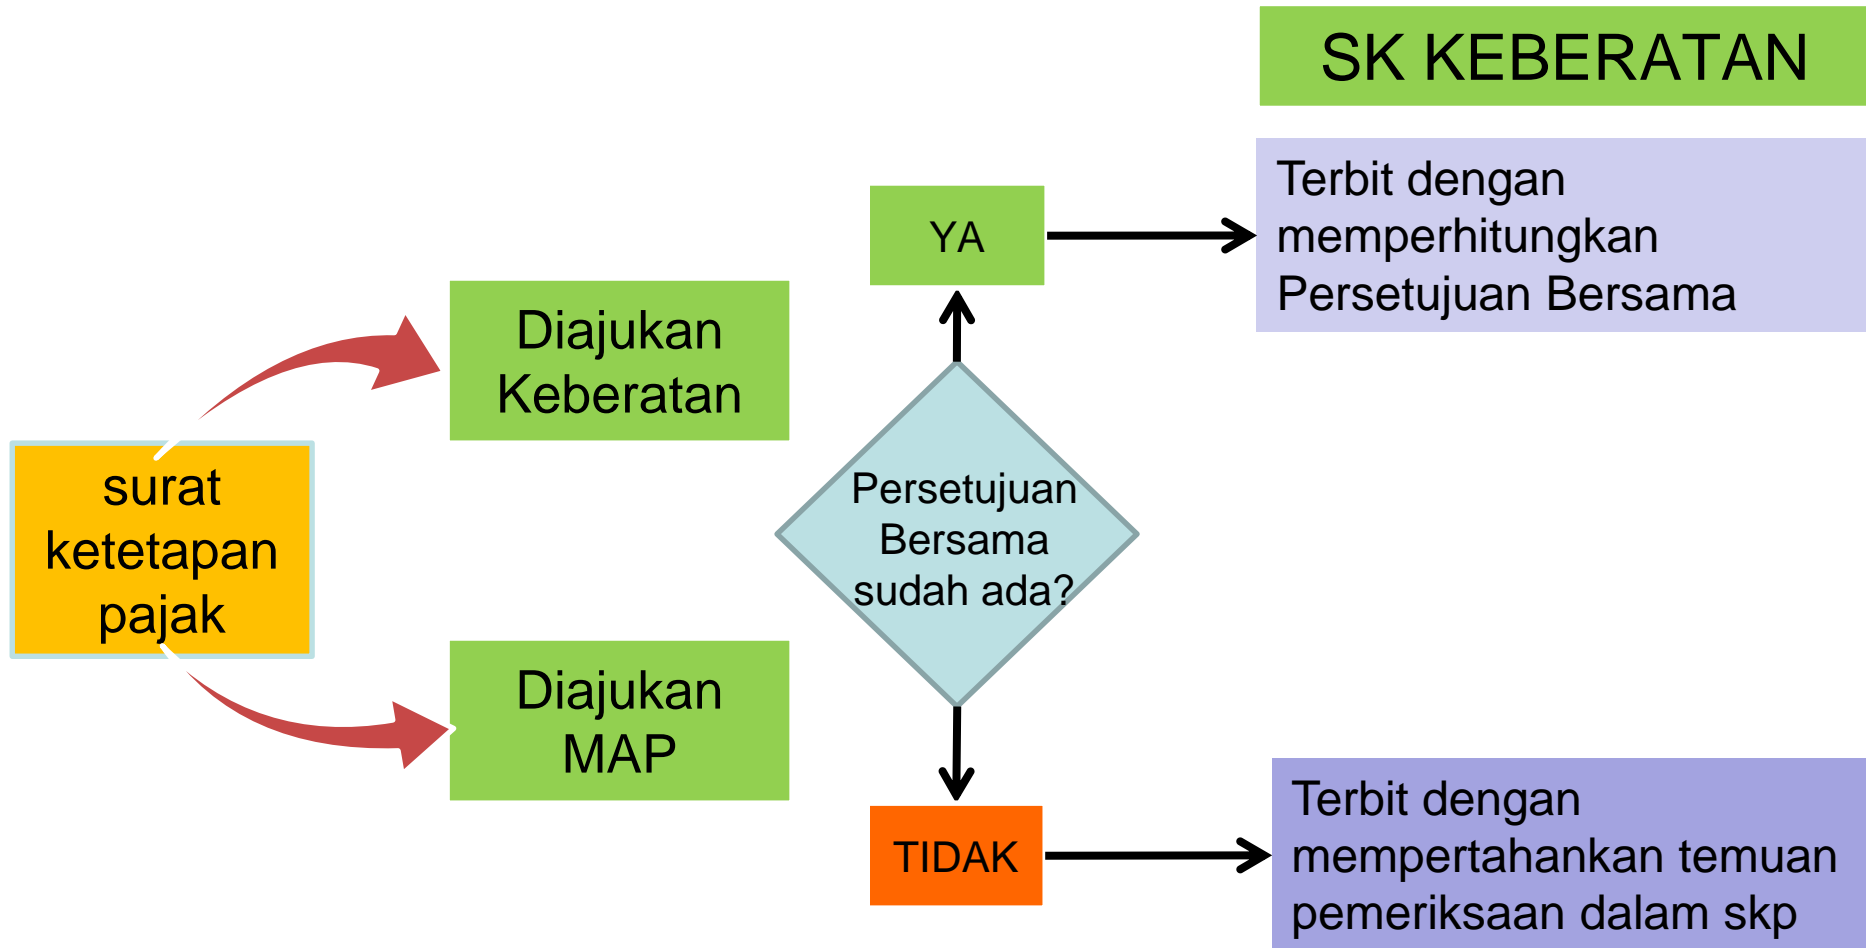 SK KEBERATAN
surat
ketetapan
pajak
Diajukan
Keberatan
Diajukan
MAP
Persetujuan
Bersama
sudah ada?
YA
Terbit dengan
memperhitungkan
Persetujuan Bersama
TIDAK
Terbit dengan
mempertahankan temuan
pemeriksaan dalam skp